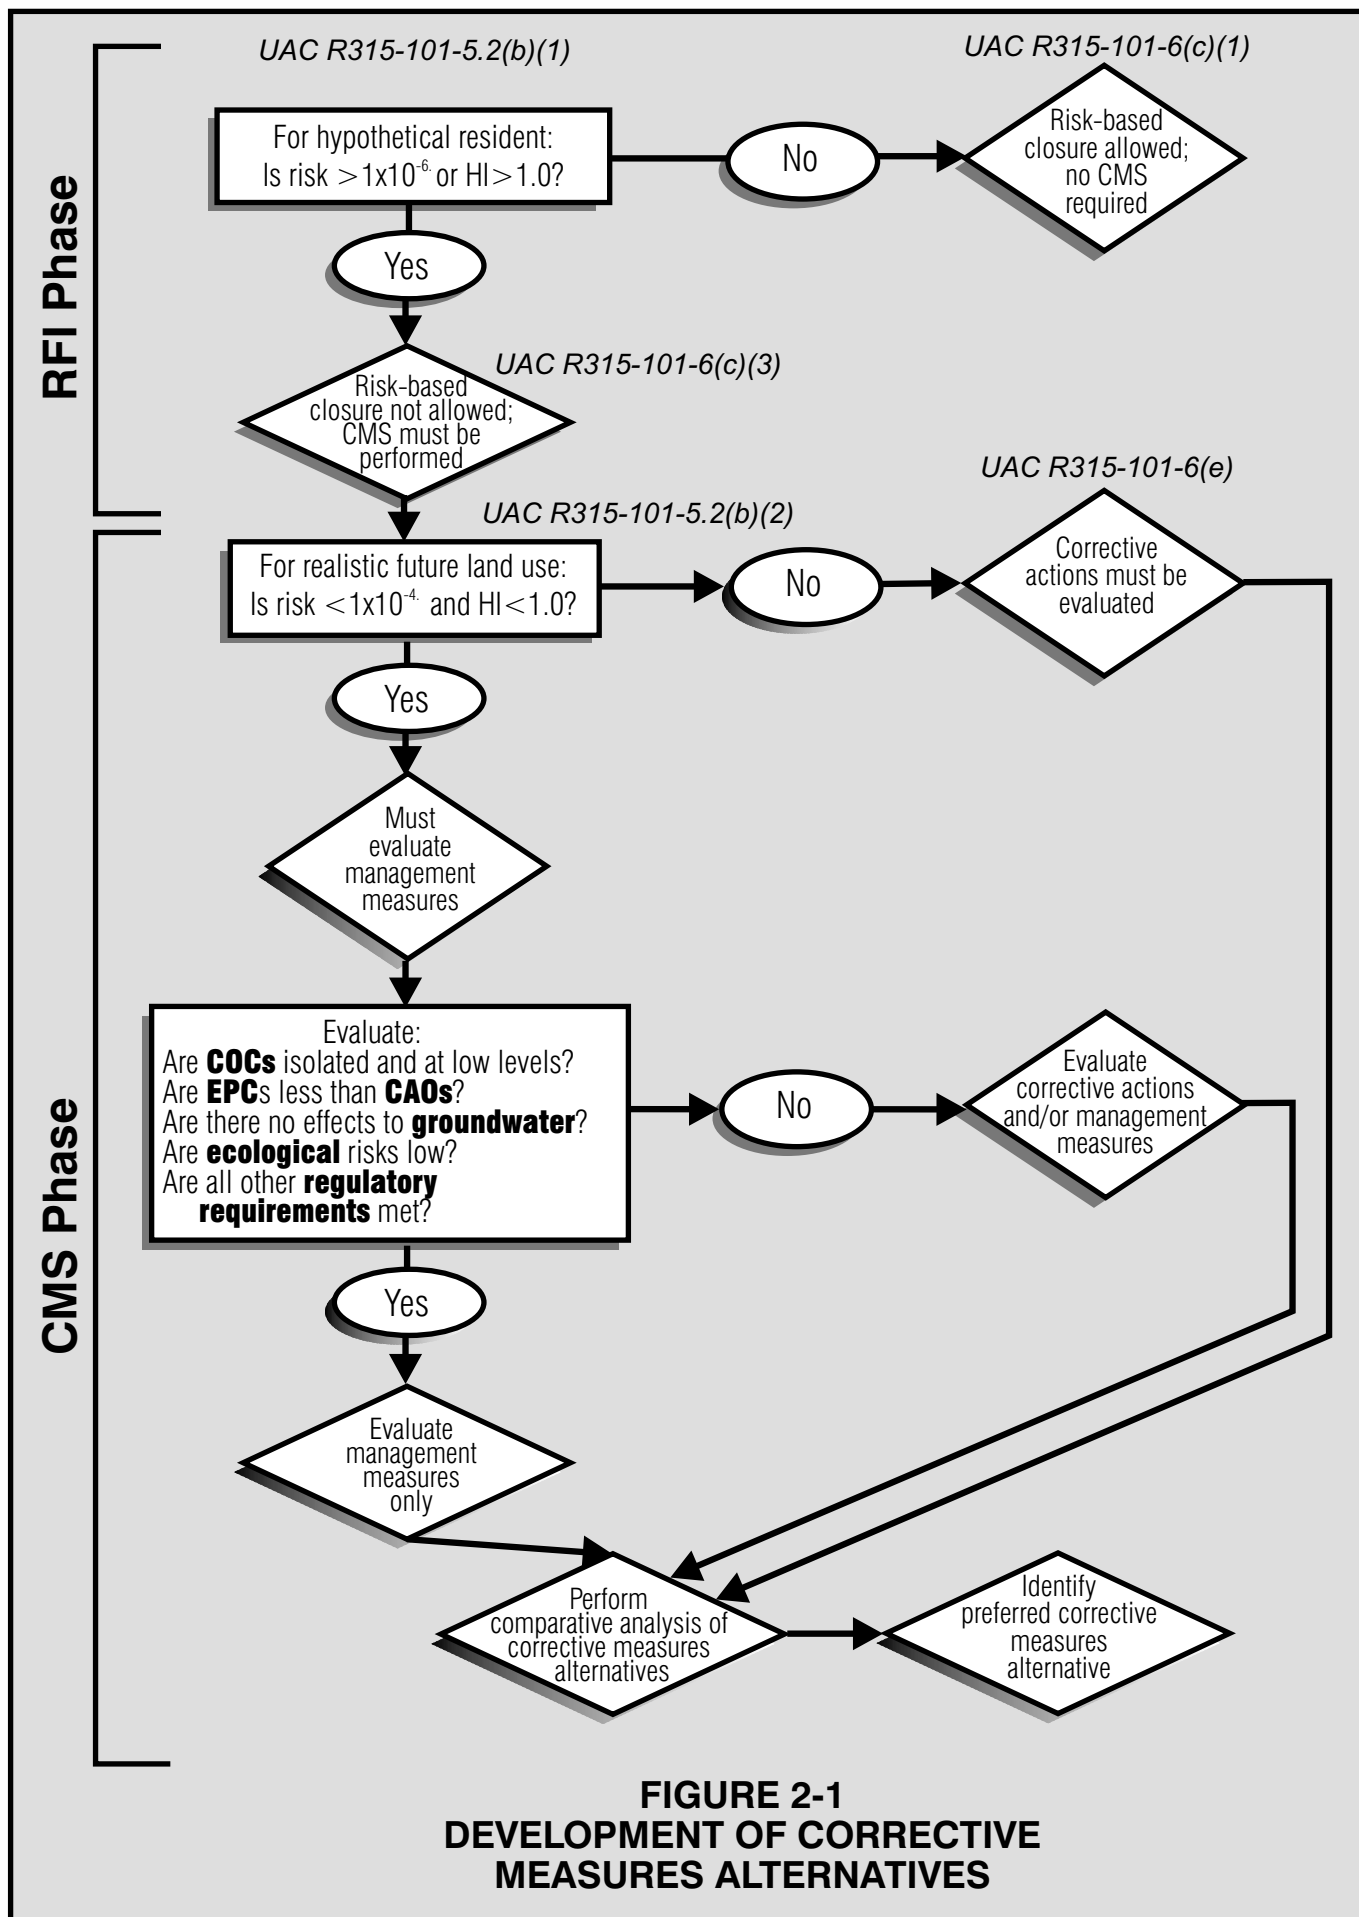 UAC R315-101-5.2(b)(1)
UAC R315-101-6(c)(1)
For hypothetical resident:
Is risk >1x10-6. or HI>1.0?
No
Risk-based
closure allowed;
no CMS
required
RFI Phase
Yes
UAC R315-101-6(c)(3)
Risk-based
closure not allowed;
CMS must be
performed
UAC R315-101-6(e)
UAC R315-101-5.2(b)(2)
For realistic future land use:
Is risk <1x10-4. and HI<1.0?
No
Corrective
actions must be
evaluated
Yes
Must
evaluate
management
measures
CMS Phase
Evaluate:
Are COCs isolated and at low levels?
Are EPCs less than CAOs?
Are there no effects to groundwater?
Are ecological risks low?
Are all other regulatory
requirements met?
No
Evaluate
corrective actions
and/or management
measures
Yes
Evaluate
management
measures
only
Perform
comparative analysis of
corrective measures
alternatives
Identify
preferred corrective
measures
alternative
FIGURE 2-1
DEVELOPMENT OF CORRECTIVE
MEASURES ALTERNATIVES